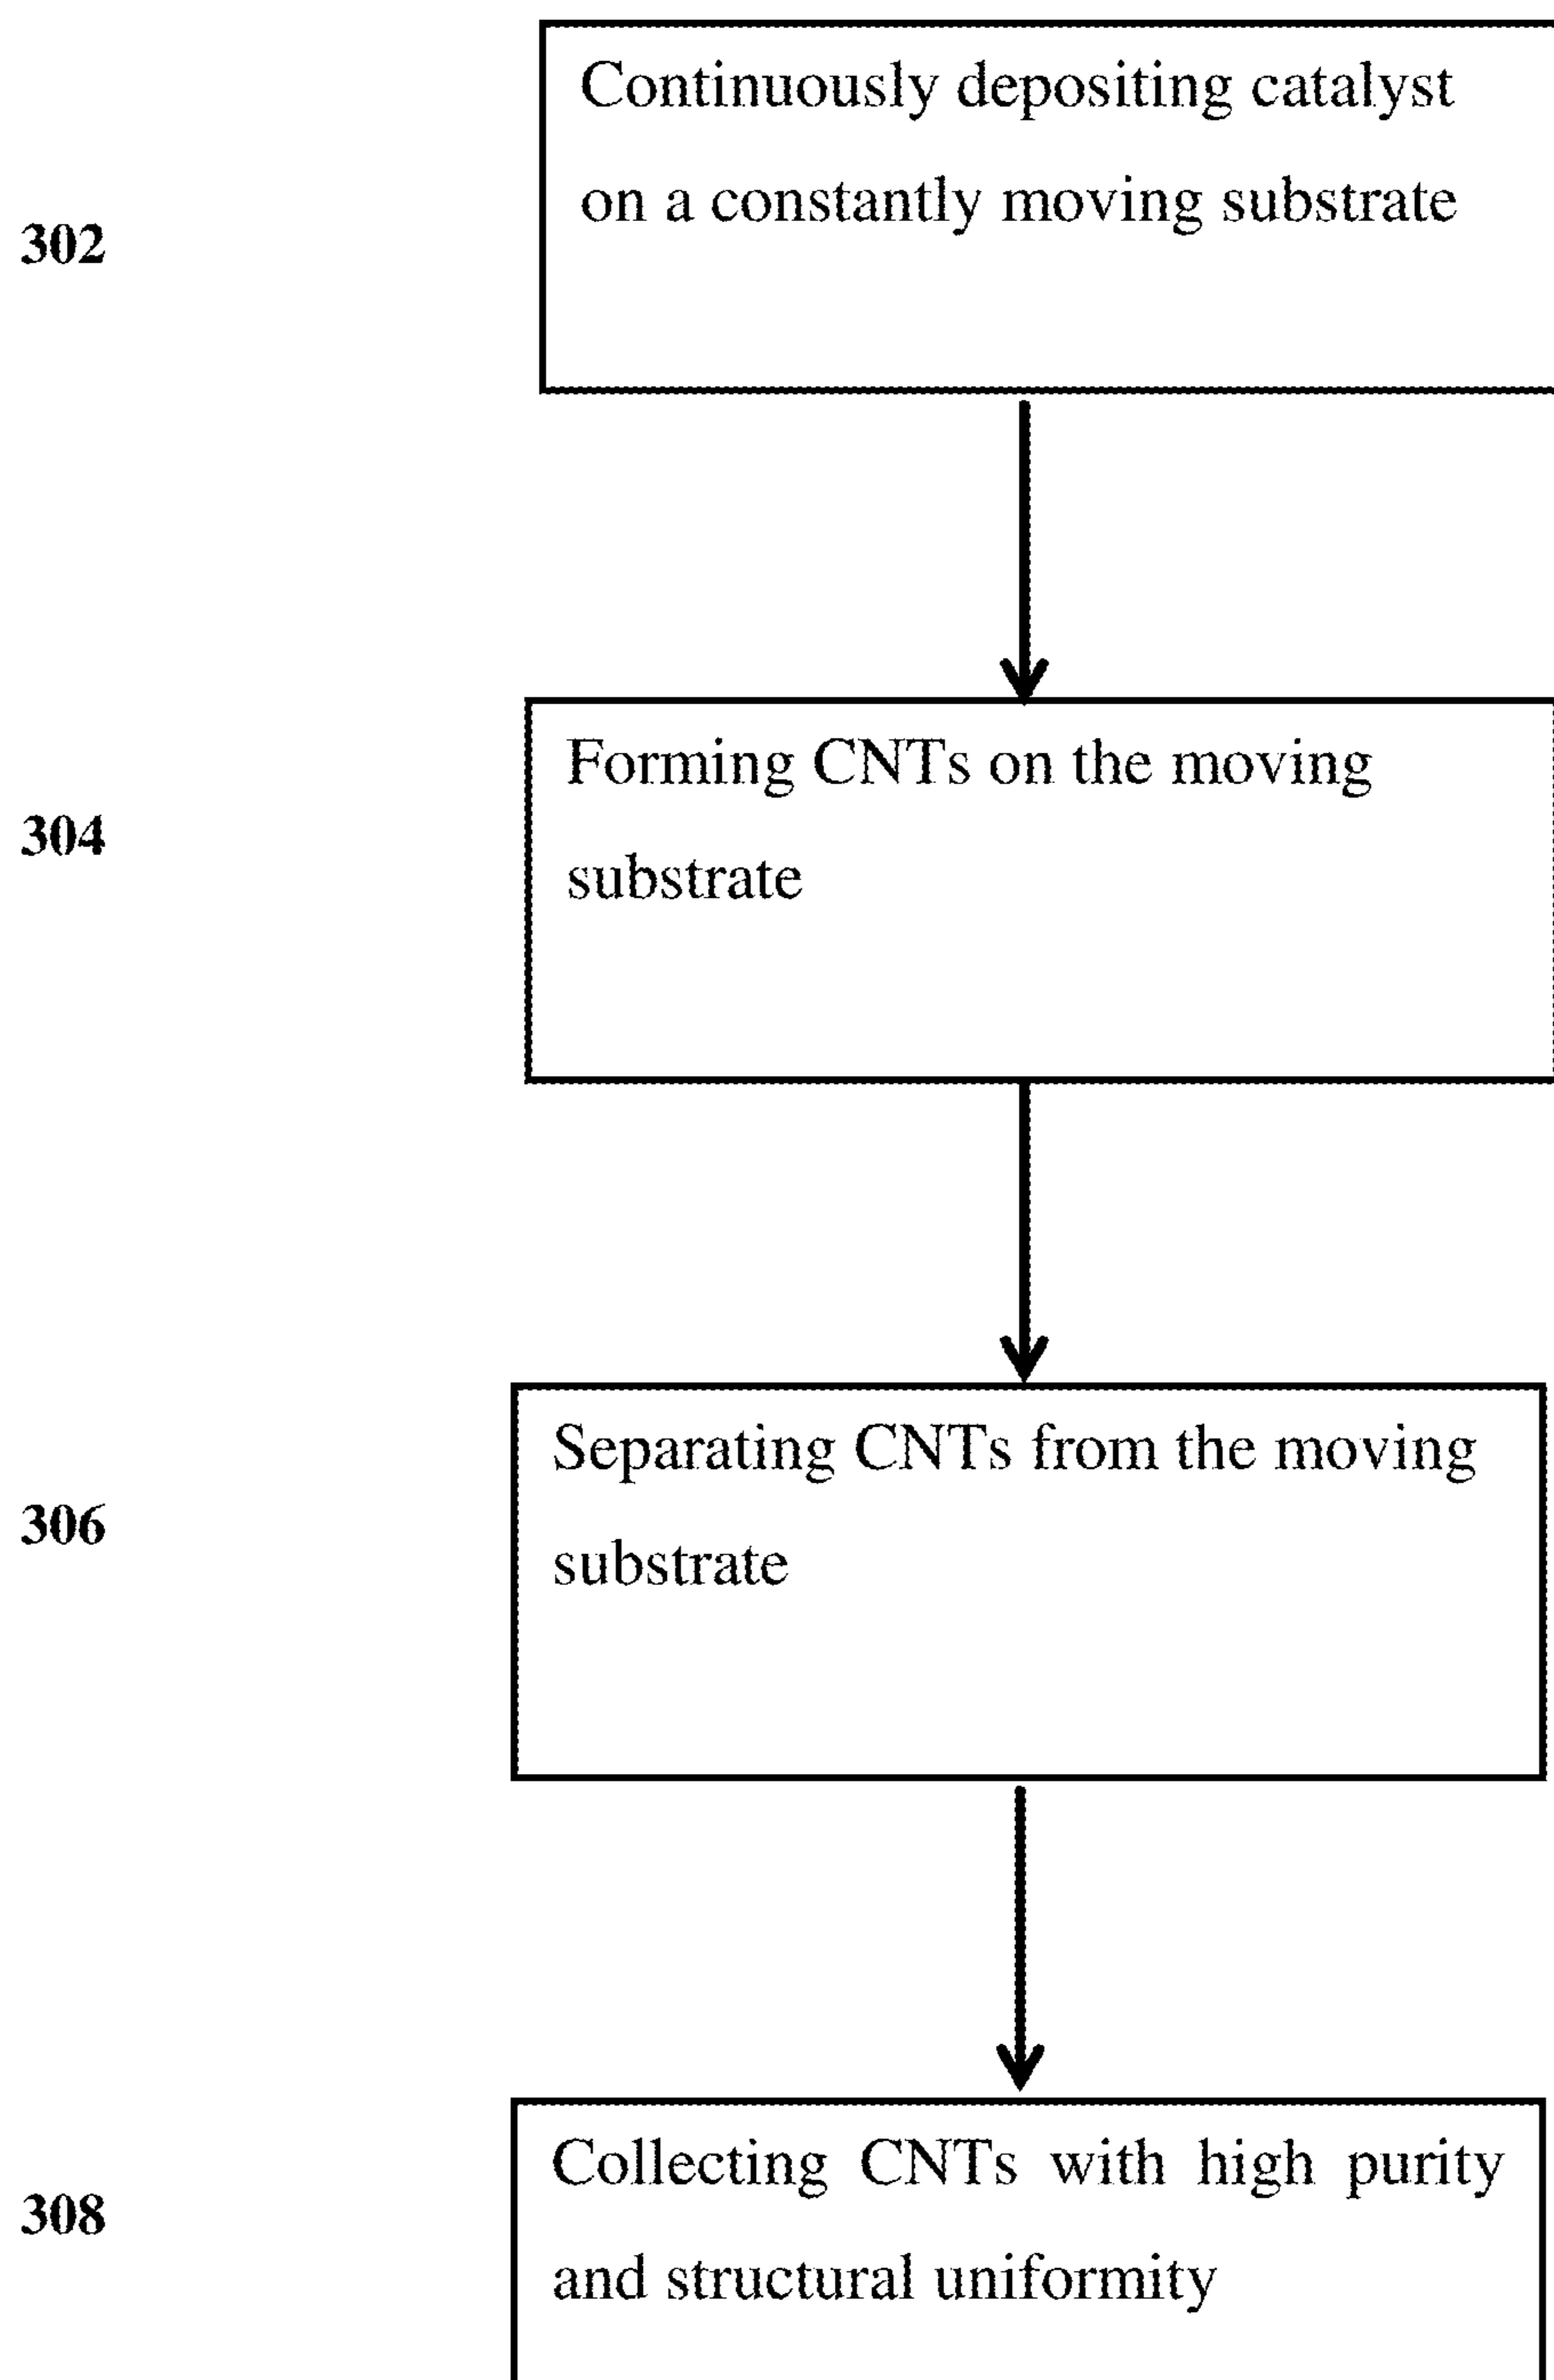 Continuously depositing catalyst
on a constantly moving substrate
302
Forming CNTs on the moving
substrate
304
Separating CNTs from the moving
substrate
306
Collecting CNTs with high purity
and structural uniformity
308